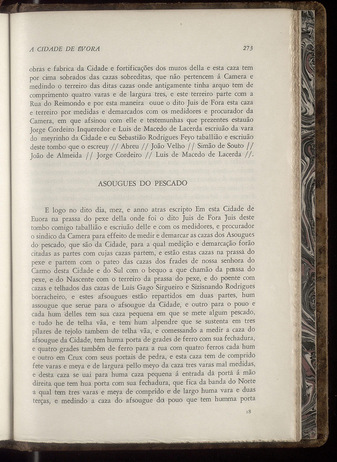 A CIDADE DE EVORA 273
obras e fabrica da Cidade e fortificações dos muros della e esta caza tem
por cima sobrados das cazas sobreditas, que não pertencem á Camera e
medindo o terreiro das ditas cazas onde antigamente tinha arquo tem de
comprimento quatro varas e de largura tres, e este terreiro parte com a
Rua do Reimondo e por esta maneira ouue o dito Juis de Fora esta caza
e terreiro por medidas e demarcados com os medidores e procurador da
Camera, em que afsinou com elle e testemunhas que prezentes estauão
Jorge Cordeiro Inqueredor e Luis de Macedo de Lacerda escriuão da vara
do meyrinho da Cidade e eu Sebastião Rodrigues Feyo tabaliião e escriuão
deste tombo que o escreuy // Abreu // João Velho // Simão de Souto //
João de Almeida // Jorge Cordeiro // Luis de Macedo de Lacerda //.
ASOUGUES DO PESCADO
E logo no dito dia, mez, e anno atras escripto Em esta Cidade de
Euora na prassa do pexe della onde foi o dito Juis de Fora Juis deste
tombo comigo taballião e escriuão delle e com os medidores, e procurador
o sindico da Camera para effeito de medir e demarcar as cazas dos Asougues
do pescado, que são da Cidade, para a qual medição e demarcação forão
citadas as partes com cujas cazas partem, e estão estas cazas na prassa do
pexe e partem com o pateo das cazas dos frades de nossa senhora do
Carmo desta Cidade e do Sul com o bequo a que chamão da prassa do
pexe, e do Nascente com o terreiro da prassa do pexe, e do poente com
cazas e telhados das cazas de Luis Gago Sirgueiro e Sizinando Rodrigues
borracheiro, e estes afsougues estão repartidos em duas partes, hum
assougue que serue para o afsougue da Cidade, e outro para o pouo e
cada hum delles tem sua caza pequena em que se mete algum pescado,
e tudo he de telha vãa, e tem hum alpendre que se sustenta em tres
pilares de tejolo tambem de telha vãa, e comessando a medir a caza do
afsougue da Cidade, tem huma porta de grades de ferro com sua fechadura,
e quatro grades também de ferro para a rua com quatro ferros cada hum
e outro em Crux com seus portais de pedra, e esta caza tem de comprido
fete varas e meya e de largura pello meyo da caza tres varas mal medidas,
e desta caza se uai para huma caza pequena á entrada da porta á mão
direita que tem hua porta com sua fechadura, que fica da banda do Norte
a qual tem tres varas e meya de comprido e de largo huma vara e duas
terças, e medindo a caza do afsougue do pouo que tem humma porta
18